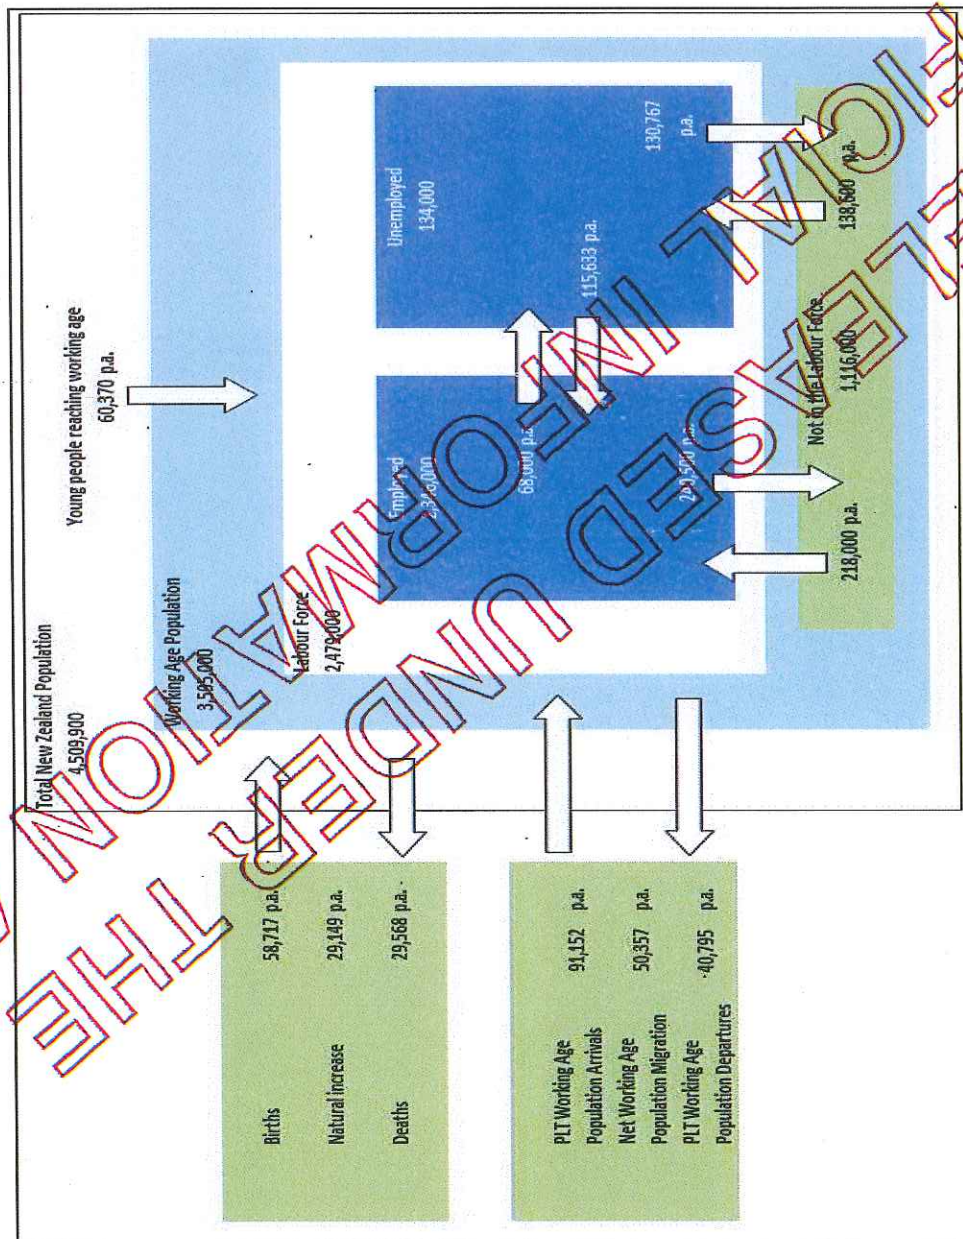 Total New Zealand Population
4,509,900
Young people reaching working age
60,370 p.a.
Working Age Population
Labour Force
2,479,000
Employed
Unemployed
134,000
68,000 p.a.
115,633 p.a.
p.a.
130,767
p.a.
218,000 p.a.
Not in the Labour Force
1,116,000
138,600 p.a.
Births 58,717 p.a.
Natural increase 29,149 p.a.
Deaths 29,568 p.a.
PLT Working Age
Population Arrivals 91,152 p.a.
Net Working Age
Population Migration 50,357 p.a.
PLT Working Age
Population Departures 40,795 p.a.
EASED UNDER THE
ICIAL INFORMATION